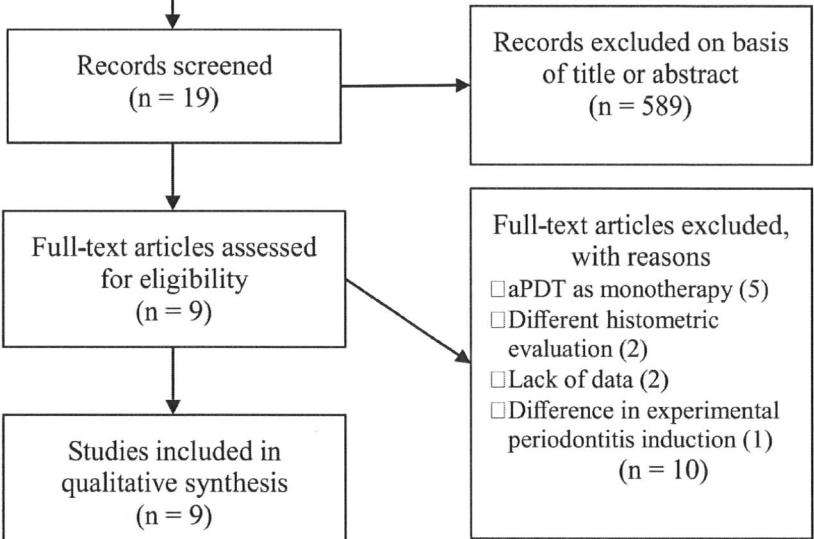 Records screened
(n = 19)
Records excluded on basis
of title or abstract
(n = 589)
Full-text articles assessed
for eligibility
(n = 9)
Full-text articles excluded,
with reasons
□aPDT as monotherapy (5)
□Different histometric
evaluation (2)
□Lack of data (2)
□Difference in experimental
periodontitis induction (1)
(n = 10)
Studies included in
qualitative synthesis
(n = 9)